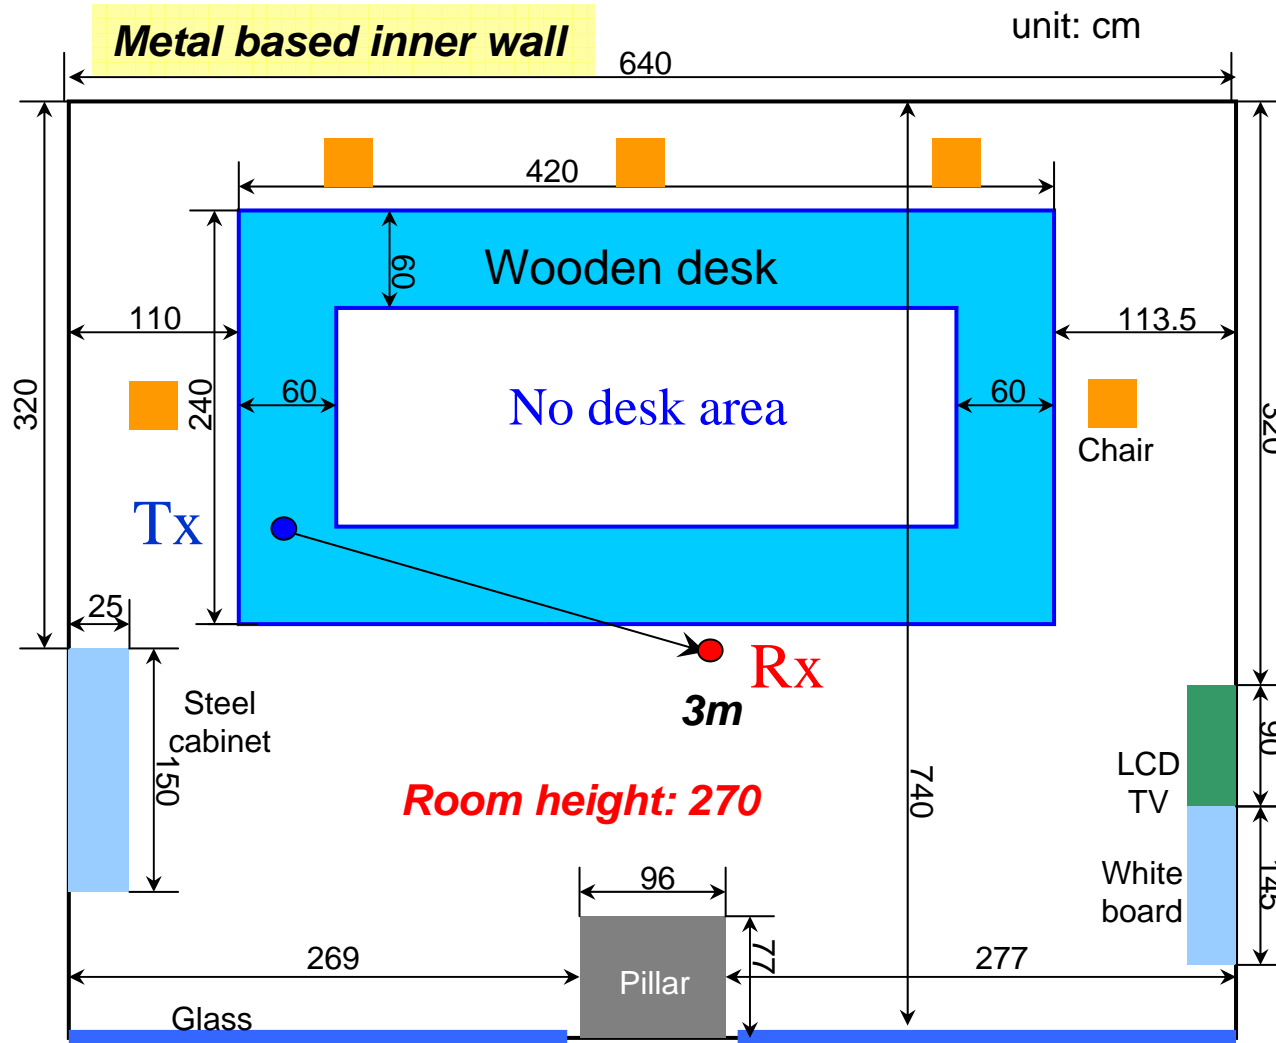 Metal based inner wall
unit: cm
640
420
Wooden desk
60
110
113.5
320
240
60
No desk area
60
320
Chair
Tx
25
Rx
3m
Steel
cabinet
150
Room height: 270
740
LCD
TV
90
96
White
board
145
77
269
Pillar
277
Glass